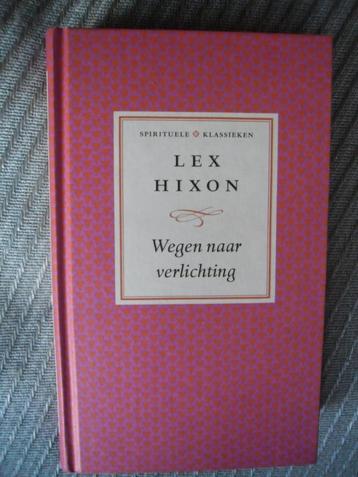 SPIRITUELE KLASSIEKEN
LEX
HIXON
Wegen naar
verlichting